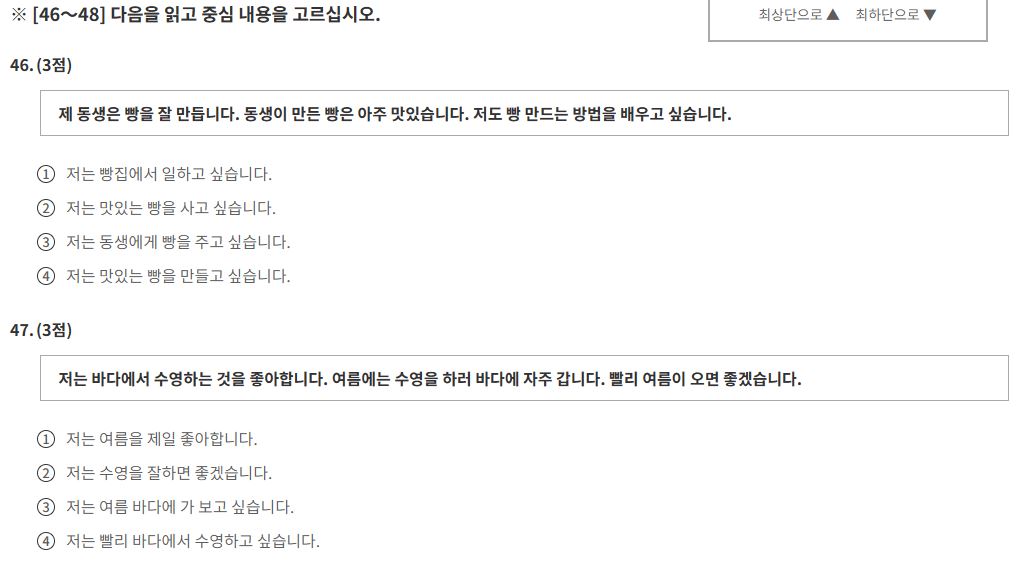 ※ [46～48] 다음을 읽고 중심 내용을 고르십시오.
최상단으로 ▲ 최하단으로 ▼
46. (3점)
제 동생은 빵을 잘 만듭니다. 동생이 만든 빵은 아주 맛있습니다. 저도 빵 만드는 방법을 배우고 싶습니다.
① 저는 빵집에서 일하고 싶습니다.
② 저는 맛있는 빵을 사고 싶습니다.
③ 저는 동생에게 빵을 주고 싶습니다.
④ 저는 맛있는 빵을 만들고 싶습니다.
47. (3점)
저는 바다에서 수영하는 것을 좋아합니다. 여름에는 수영을 하러 바다에 자주 갑니다. 빨리 여름이 오면 좋겠습니다.
① 저는 여름을 제일 좋아합니다.
② 저는 수영을 잘하면 좋겠습니다.
③ 저는 여름 바다에 가 보고 싶습니다.
④ 저는 빨리 바다에서 수영하고 싶습니다.